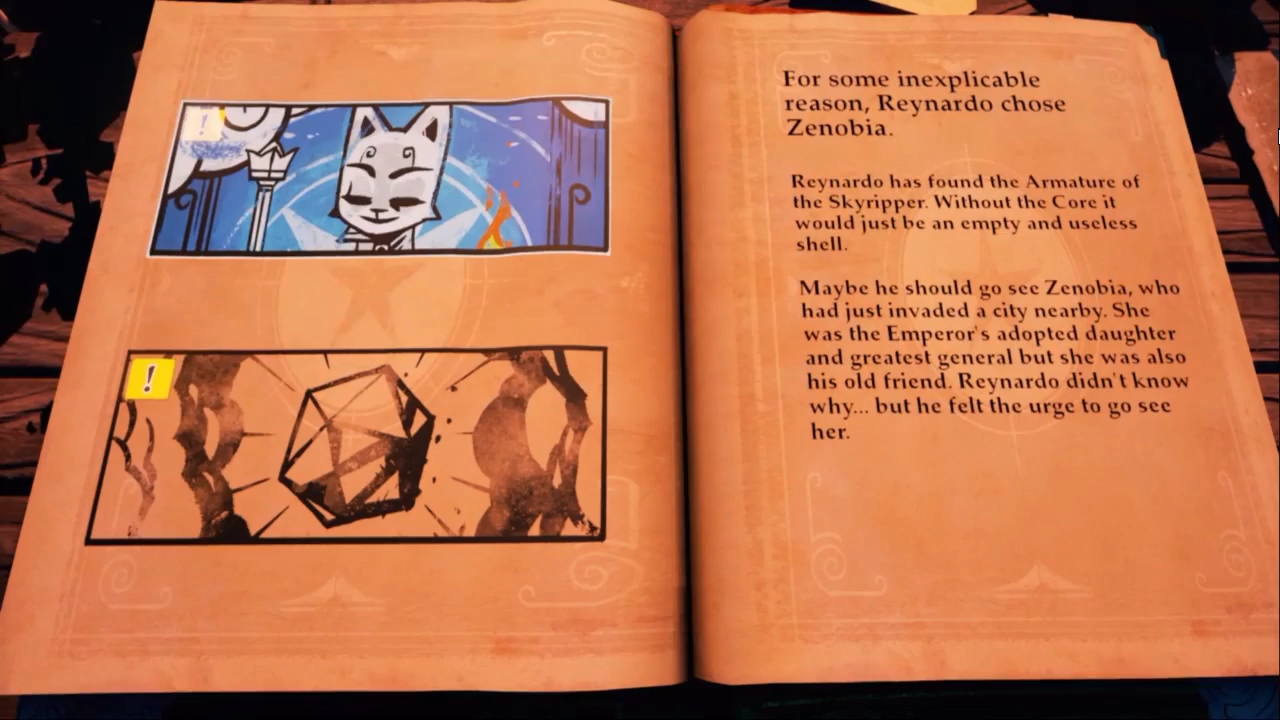 !
!
For some inexplicable
reason, Reynardo chose
Zenobia.
Reynardo has found the Armature of
the Skyripper. Without the Core it
would just be an empty and useless
shell.
Maybe he should go see Zenobia, who
had just invaded a city nearby. She
was the Emperor's adopted daughter
and greatest general but she was also
his old friend. Reynardo didn't know
why... but he felt the urge to go see
her.